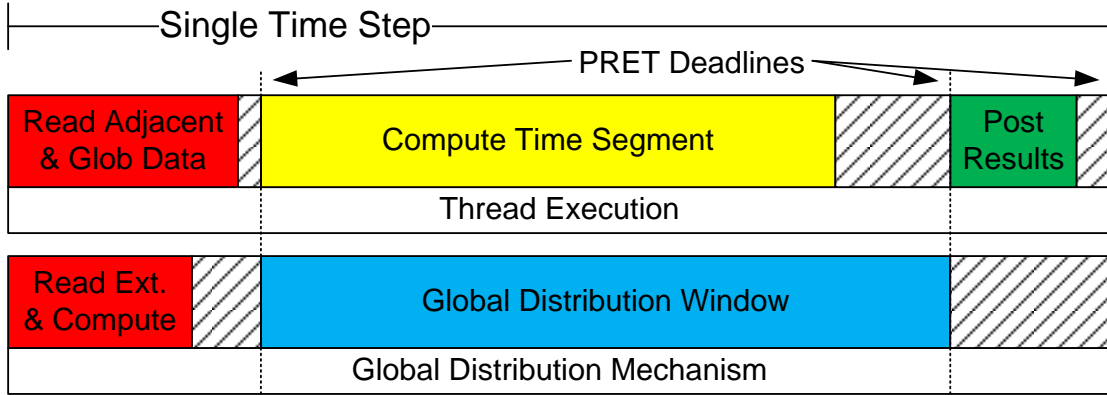 Single Time Step
PRET Deadlines
Read Adjacent
& Glob Data
Compute Time Segment
Post
Results
Thread Execution
Read Ext.
& Compute
Global Distribution Window
Global Distribution Mechanism